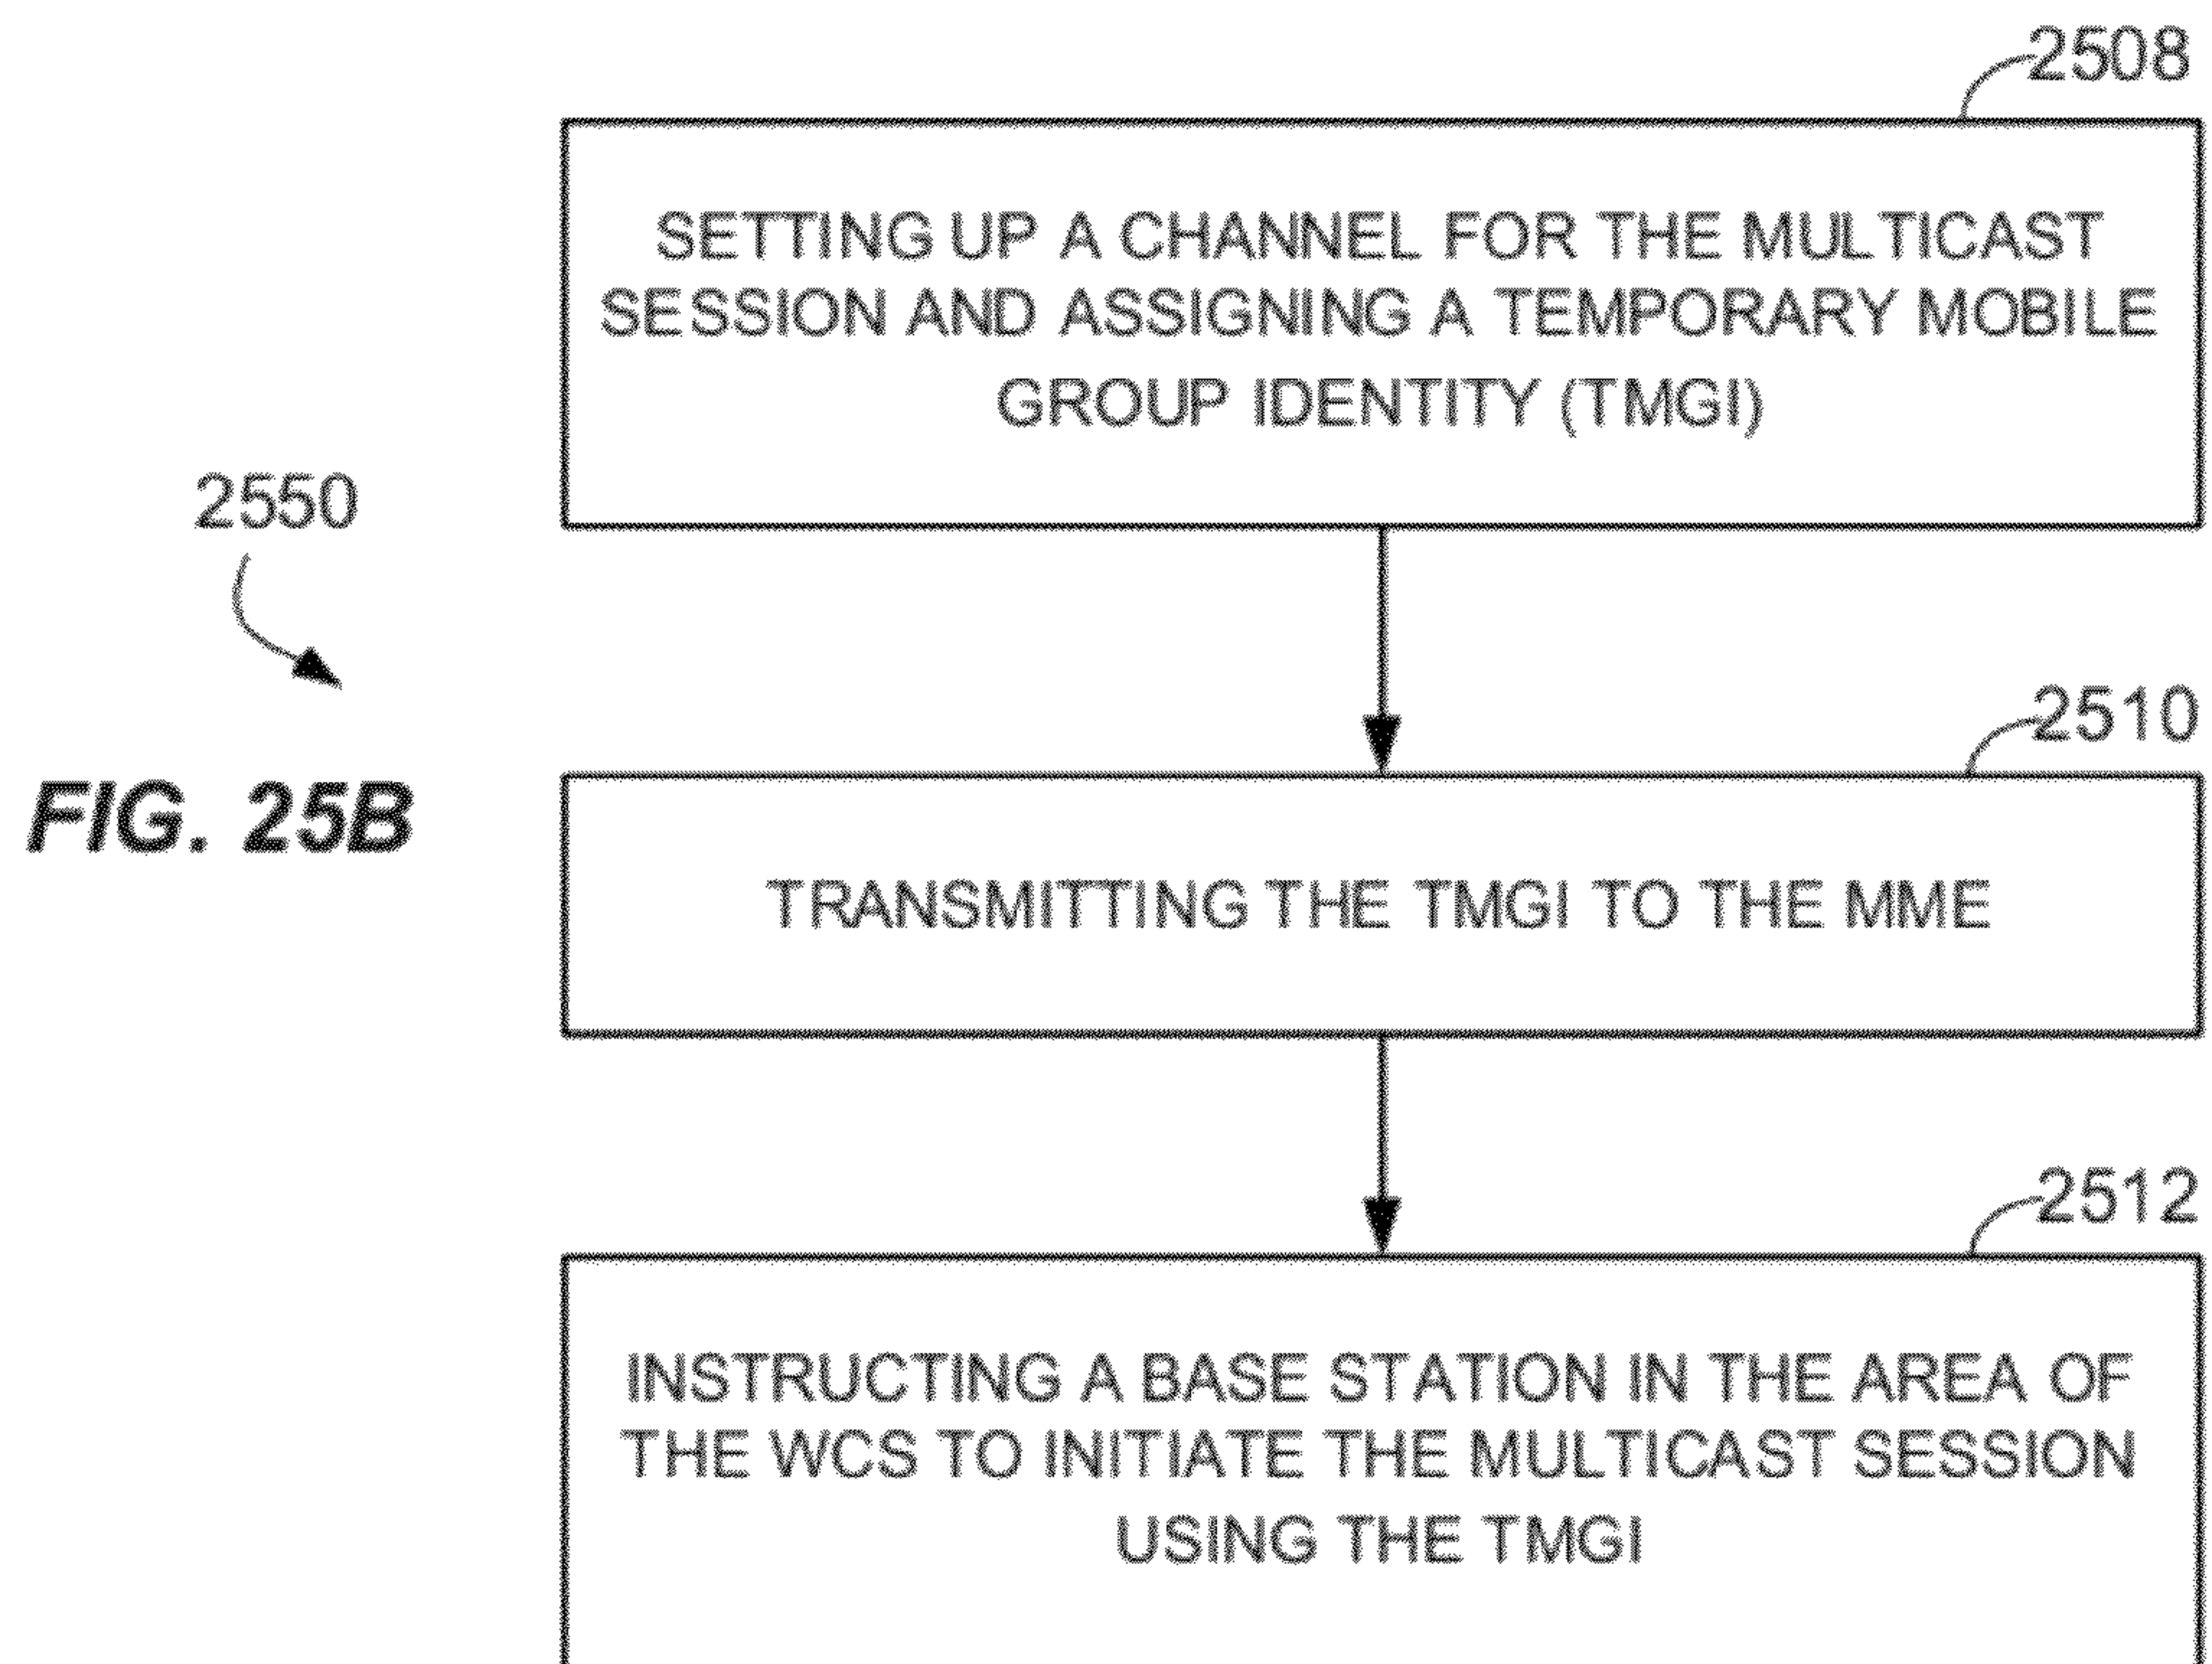 2508
SETTING UP A CHANNEL FOR THE MULTICAST
SESSION AND ASSIGNING A TEMPORARY MOBILE
GROUP IDENTITY (TMGI)
2550
2510
FIG. 25B
TRANSMITTING THE TMGI TO THE MME
2512
INSTRUCTING A BASE STATION IN THE AREA OF
THE WCS TO INITIATE THE MULTICAST SESSION
USING THE TMGI